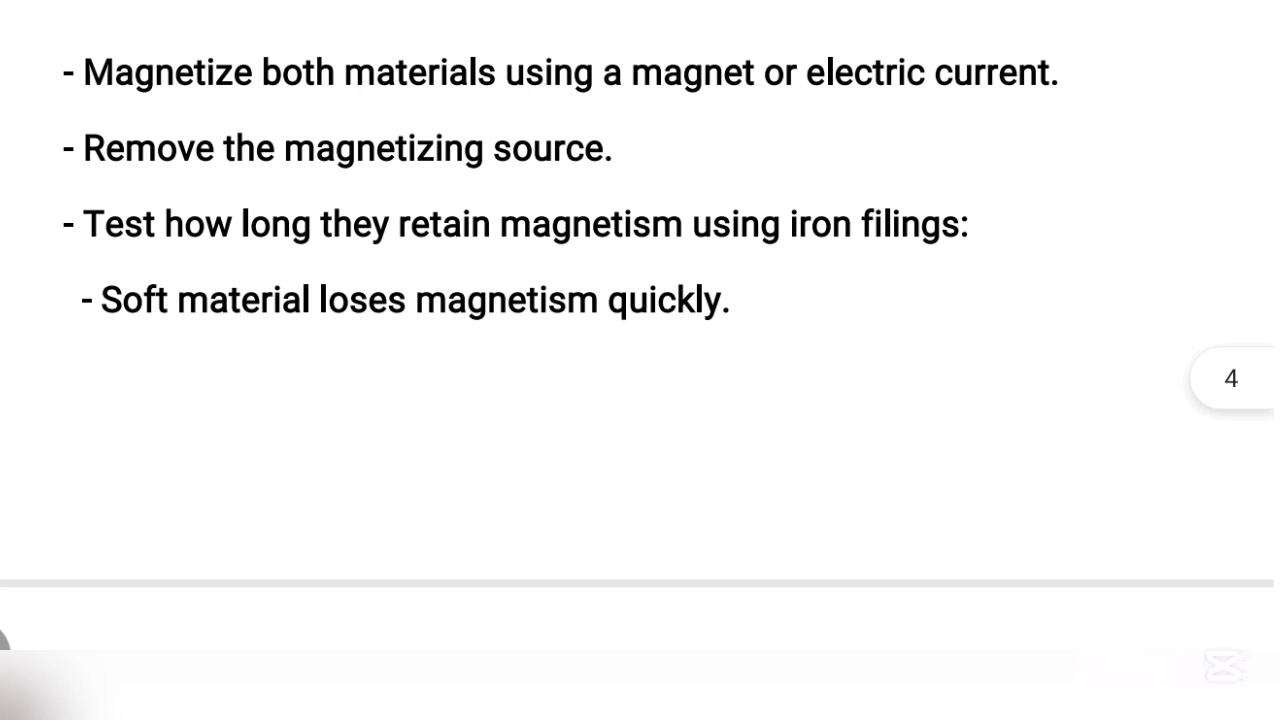 - Magnetize both materials using a magnet or electric current.
- Remove the magnetizing source.
- Test how long they retain magnetism using iron filings:
- Soft material loses magnetism quickly.
4